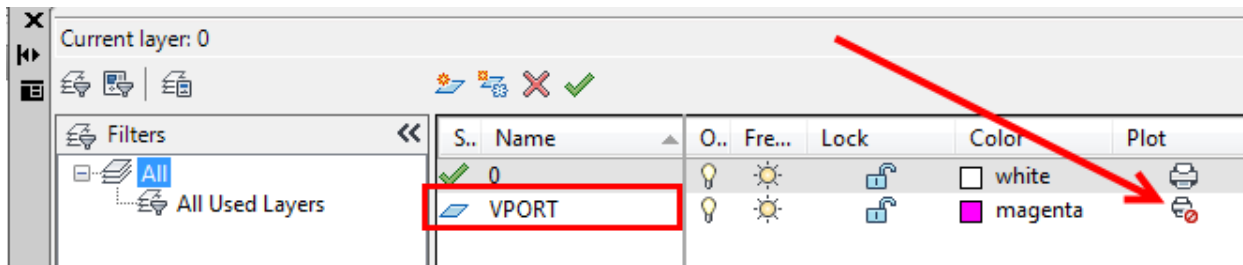 Current layer: 0
Filters
All
All Used Layers
S.. Name O.. Fre... Lock Color Plot
0 white
VPORT magenta